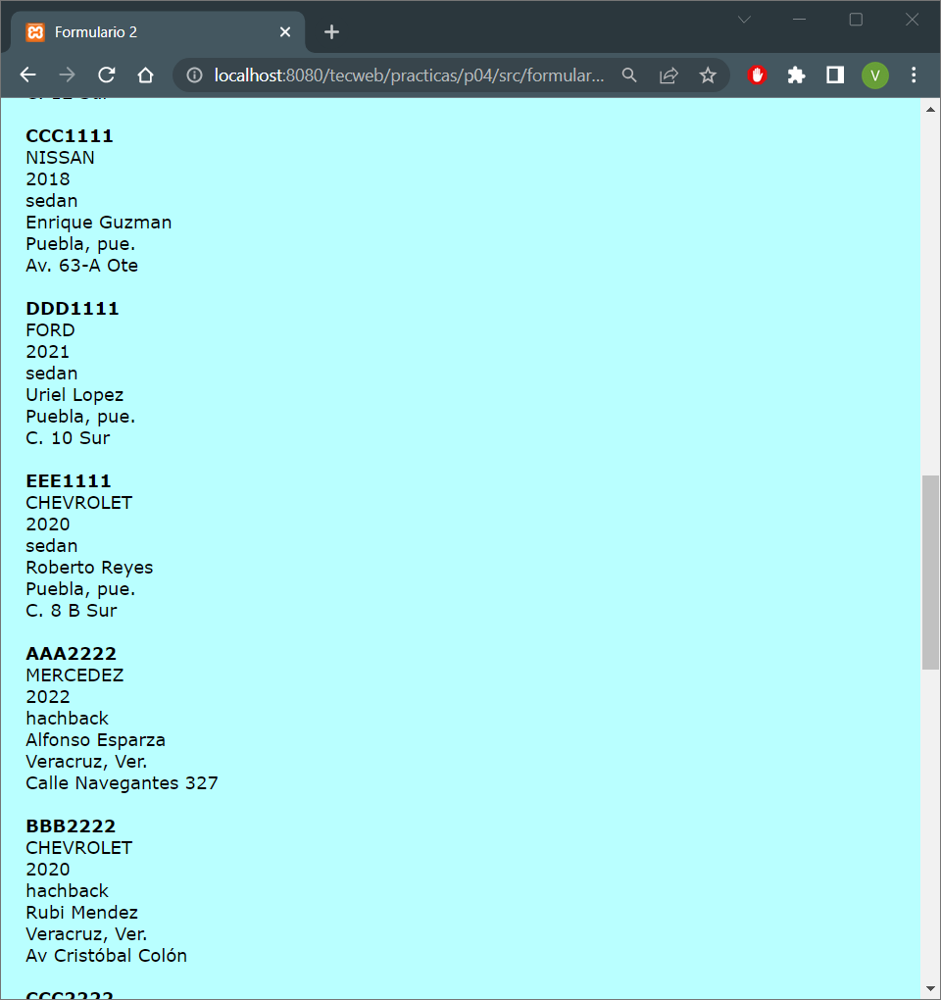 Formulario 2
localhost:8080/tecweb/practicas/p04/src/formular...
V
CCC1111
NISSAN
2018
sedan
Enrique Guzman
Puebla, pue.
Av. 63-A Ote
DDD1111
FORD
2021
sedan
Uriel Lopez
Puebla, pue.
C. 10 Sur
EEE1111
CHEVROLET
2020
sedan
Roberto Reyes
Puebla, pue.
C. 8 B Sur
AAA2222
MERCEDEZ
2022
hachback
Alfonso Esparza
Veracruz, Ver.
Calle Navegantes 327
BBB2222
CHEVROLET
2020
hachback
Rubi Mendez
Veracruz, Ver.
Av Cristóbal Colón
CCC2222